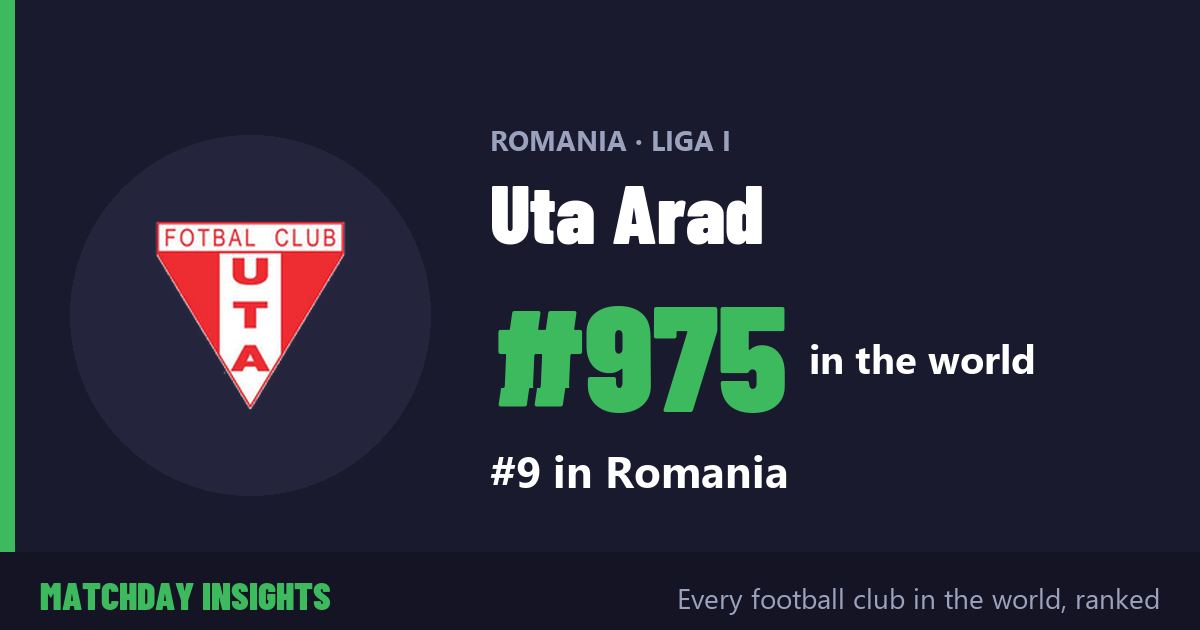 FOTBAL CLUB
U
T
A
ROMANIA · LIGA I
Uta Arad
#975 in the world
#9 in Romania
MATCHDAY INSIGHTS
Every football club in the world, ranked